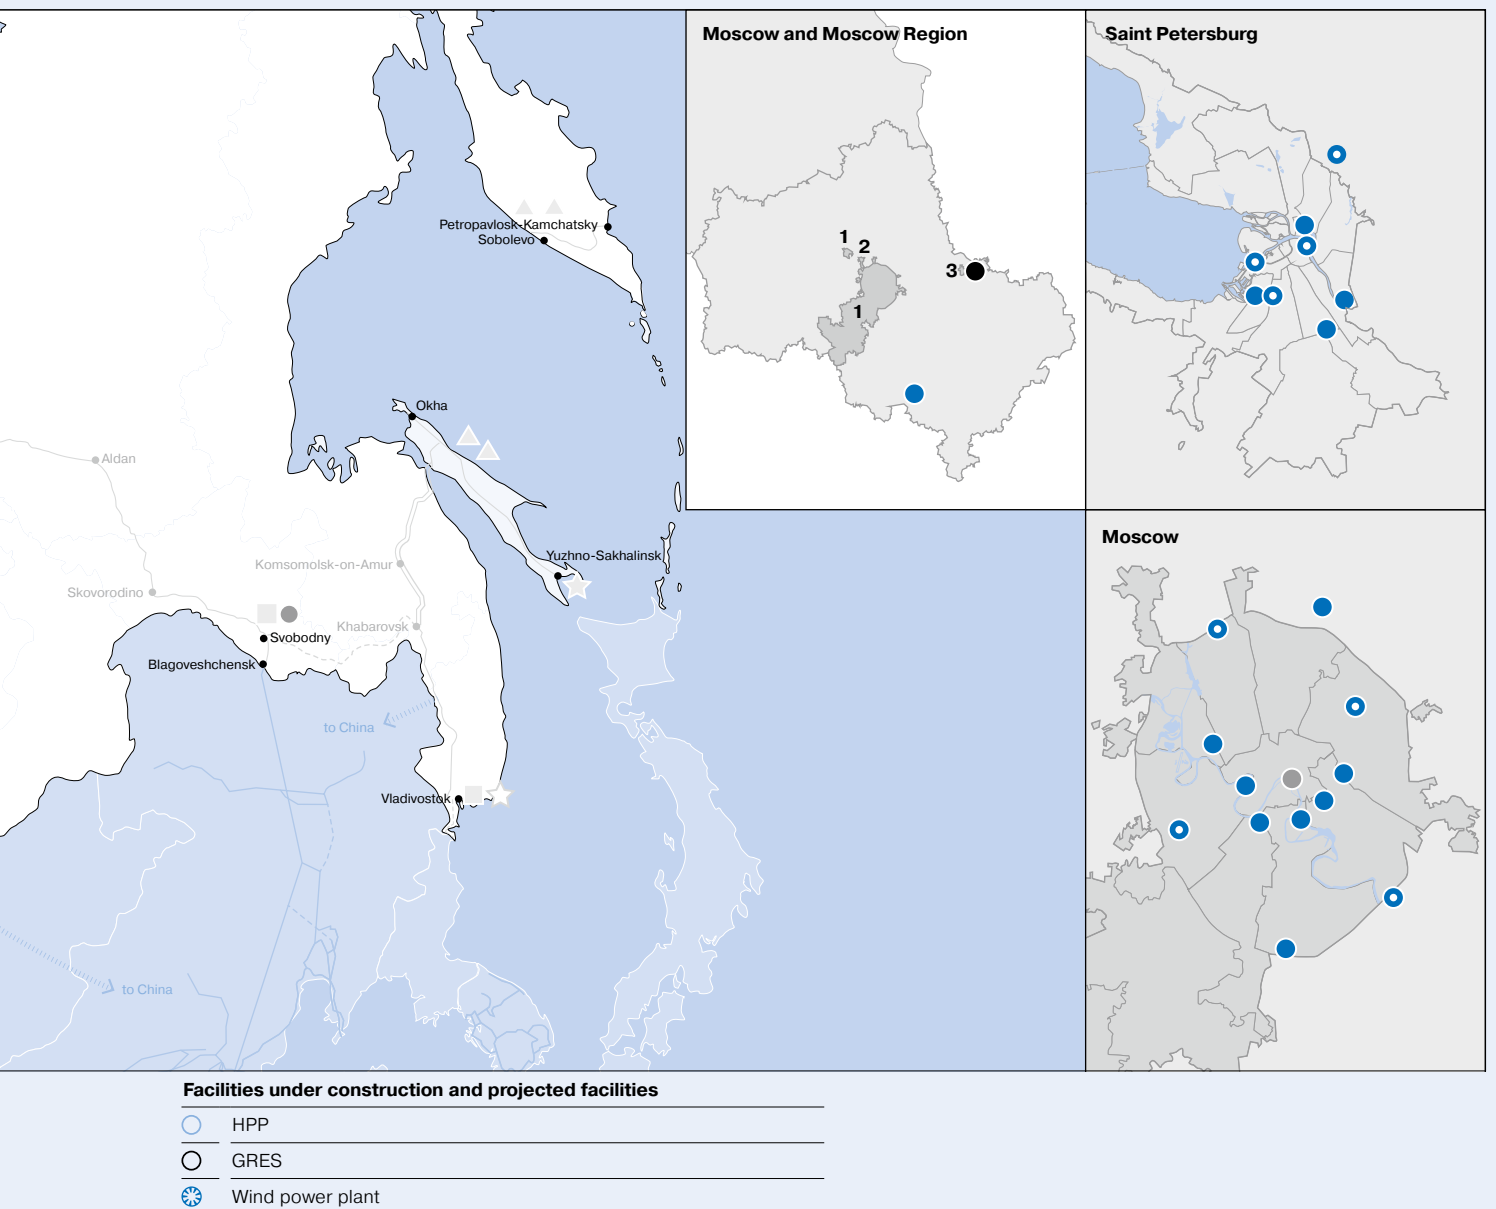 Moscow and Moscow Region
Saint Petersburg
Petropavlosk-Kamchatsky
Sobolevo
1
2
3
1
Okha
Aldan
Moscow
Yuzhno-Sakhalinsk
Komsomolsk-on-Amur
Skovorodino
Khabarovsk
Svobodny
Blagoveshchensk
to China
Vladivostok
to China
Facilities under construction and projected facilities
HPP
GRES
Wind power plant